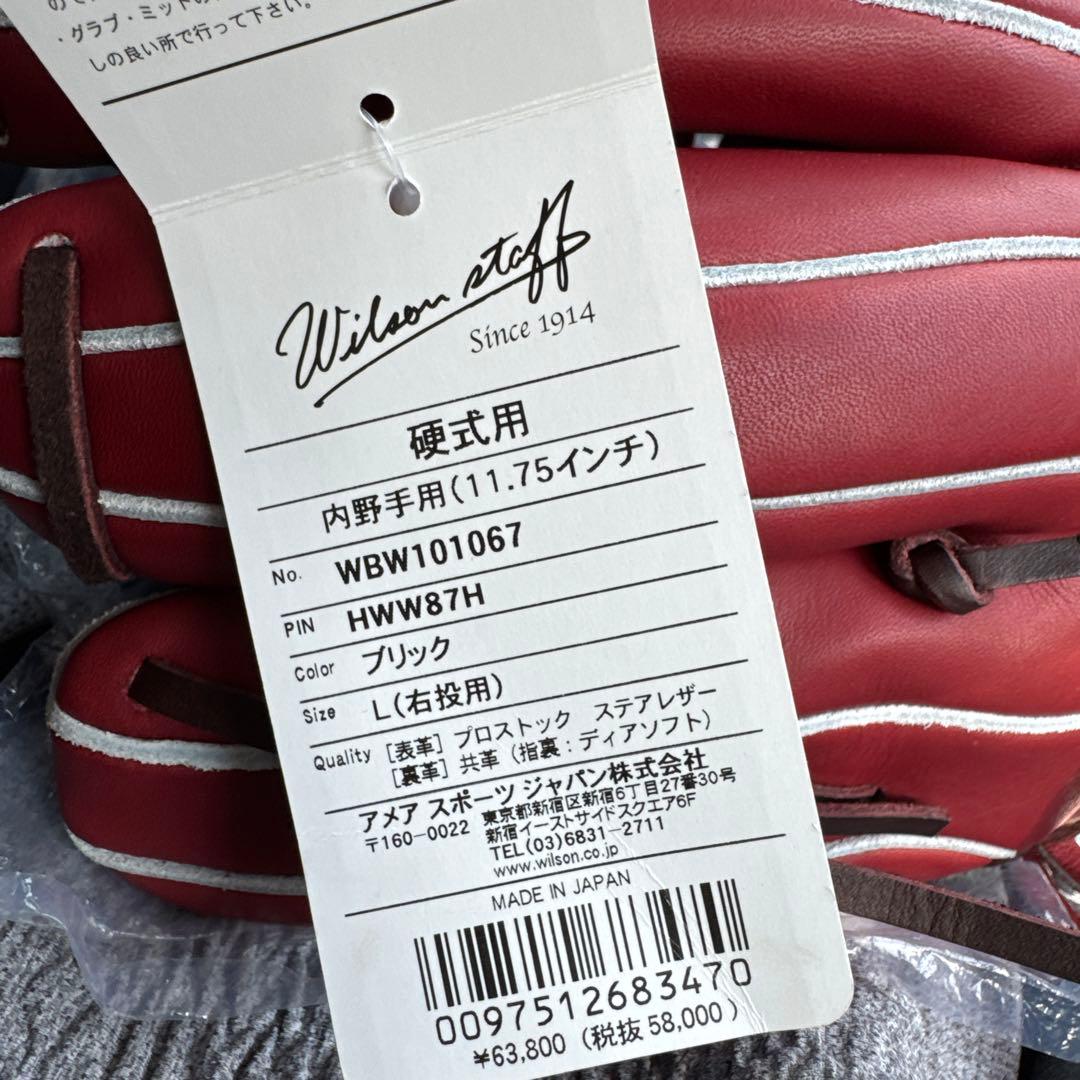 ・グラブ・ミット
しの良い所で行って下さい。
Wilson staff
Since 1914
硬式用
内野手用(11.75インチ)
No. WBW101067
PIN HWW87H
Color ブリック
Size L(右投用)
Quality [表革] プロストック ステアレザー
[裏革] 共革 (指裏:ディアソフト)
アメア スポーツ ジャパン株式会社
〒160-0022 東京都新宿区新宿6丁目27番30号
新宿イーストサイドスクエア6F
TEL(03)6831-2711
www.wilson.co.jp
MADE IN JAPAN
0097512683470
¥63,800 (税抜 58,000)